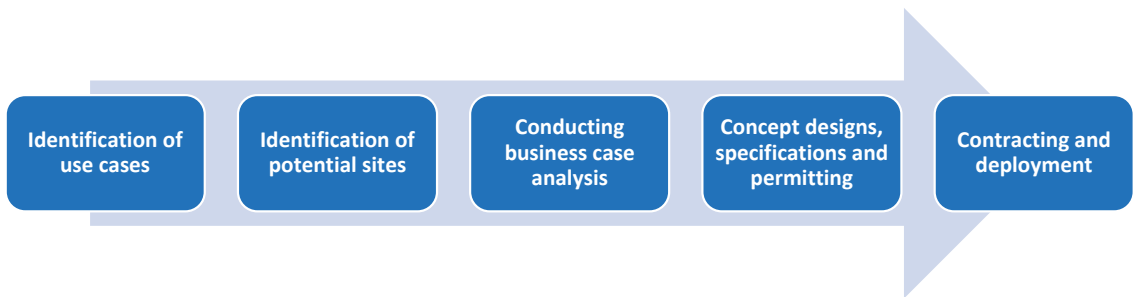 Identification of
use cases
Identification of
potential sites
Conducting
business case
analysis
Concept designs,
specifications and
permitting
Contracting and
deployment